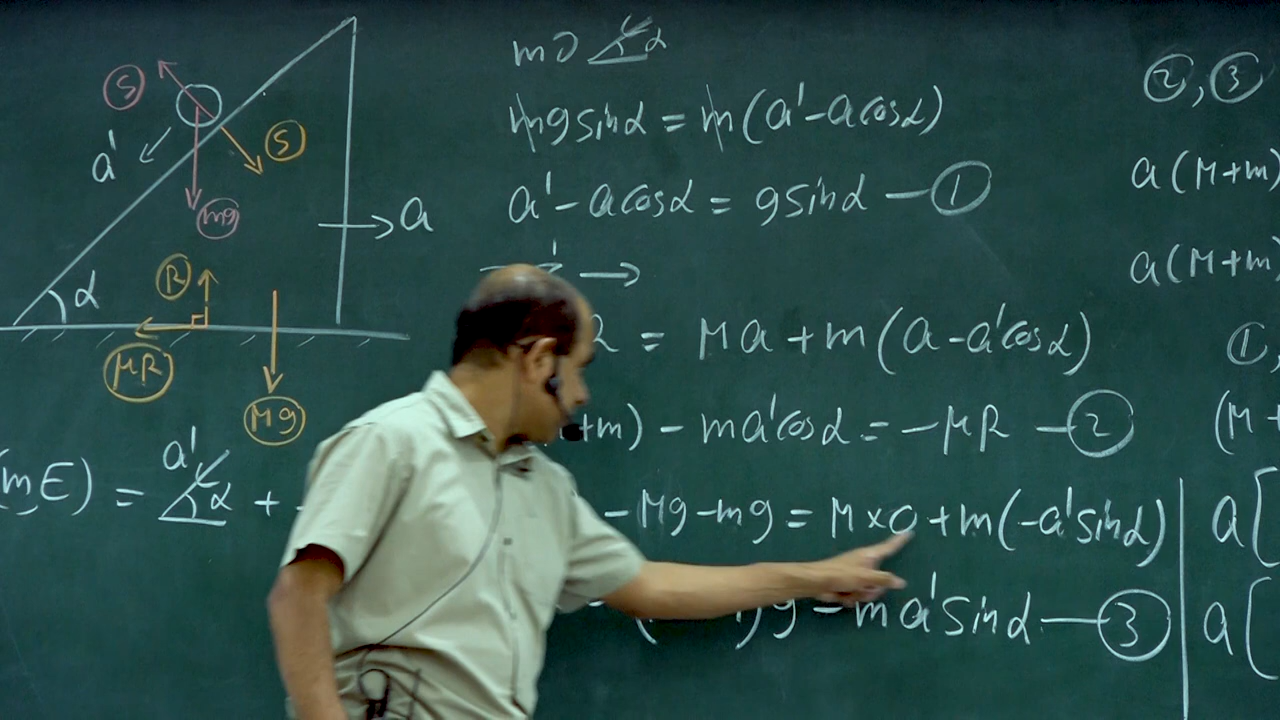 S
S
a'
mg
a
α
R
μR
Mg
(mE) = a' α +
m ə α
mg sinα = m(a' - a cosα)
a' - a cosα = g sinα — ①
→
R = Ma + m(a - a' cosα)
+m) - ma' cosα = -μR — ②
- Mg - mg = M × 0 + m(-a' sinα)
)g - ma' sinα — ③
②, ③
a(M+m)
a(M+m)
①,
(M+
a[
a[